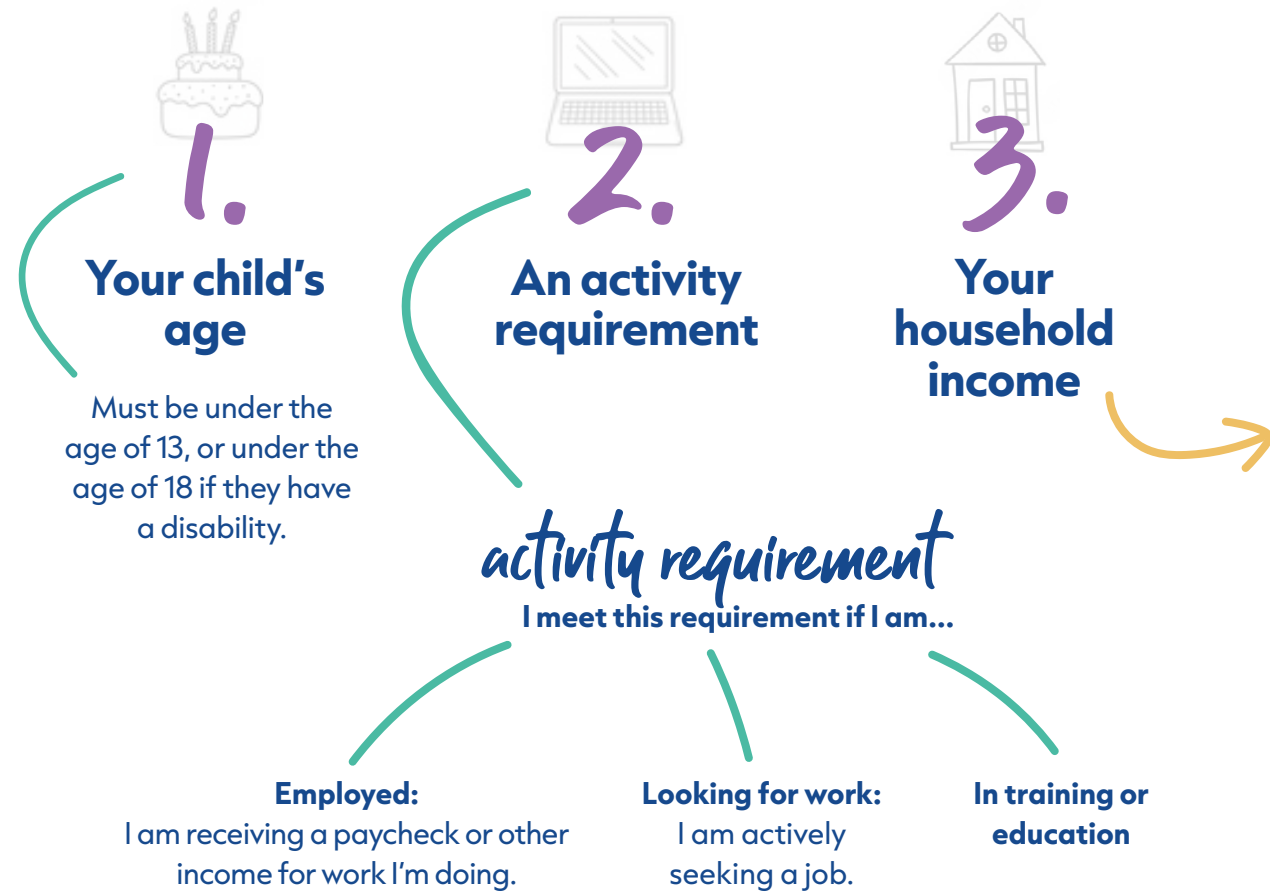 1.
Your child's
age
Must be under the
age of 13, or under the
age of 18 if they have
a disability.
2.
An activity
requirement
3.
Your
household
income
activity requirement
I meet this requirement if I am...
Employed:
I am receiving a paycheck or other
income for work I'm doing.
Looking for work:
I am actively
seeking a job.
In training or
education